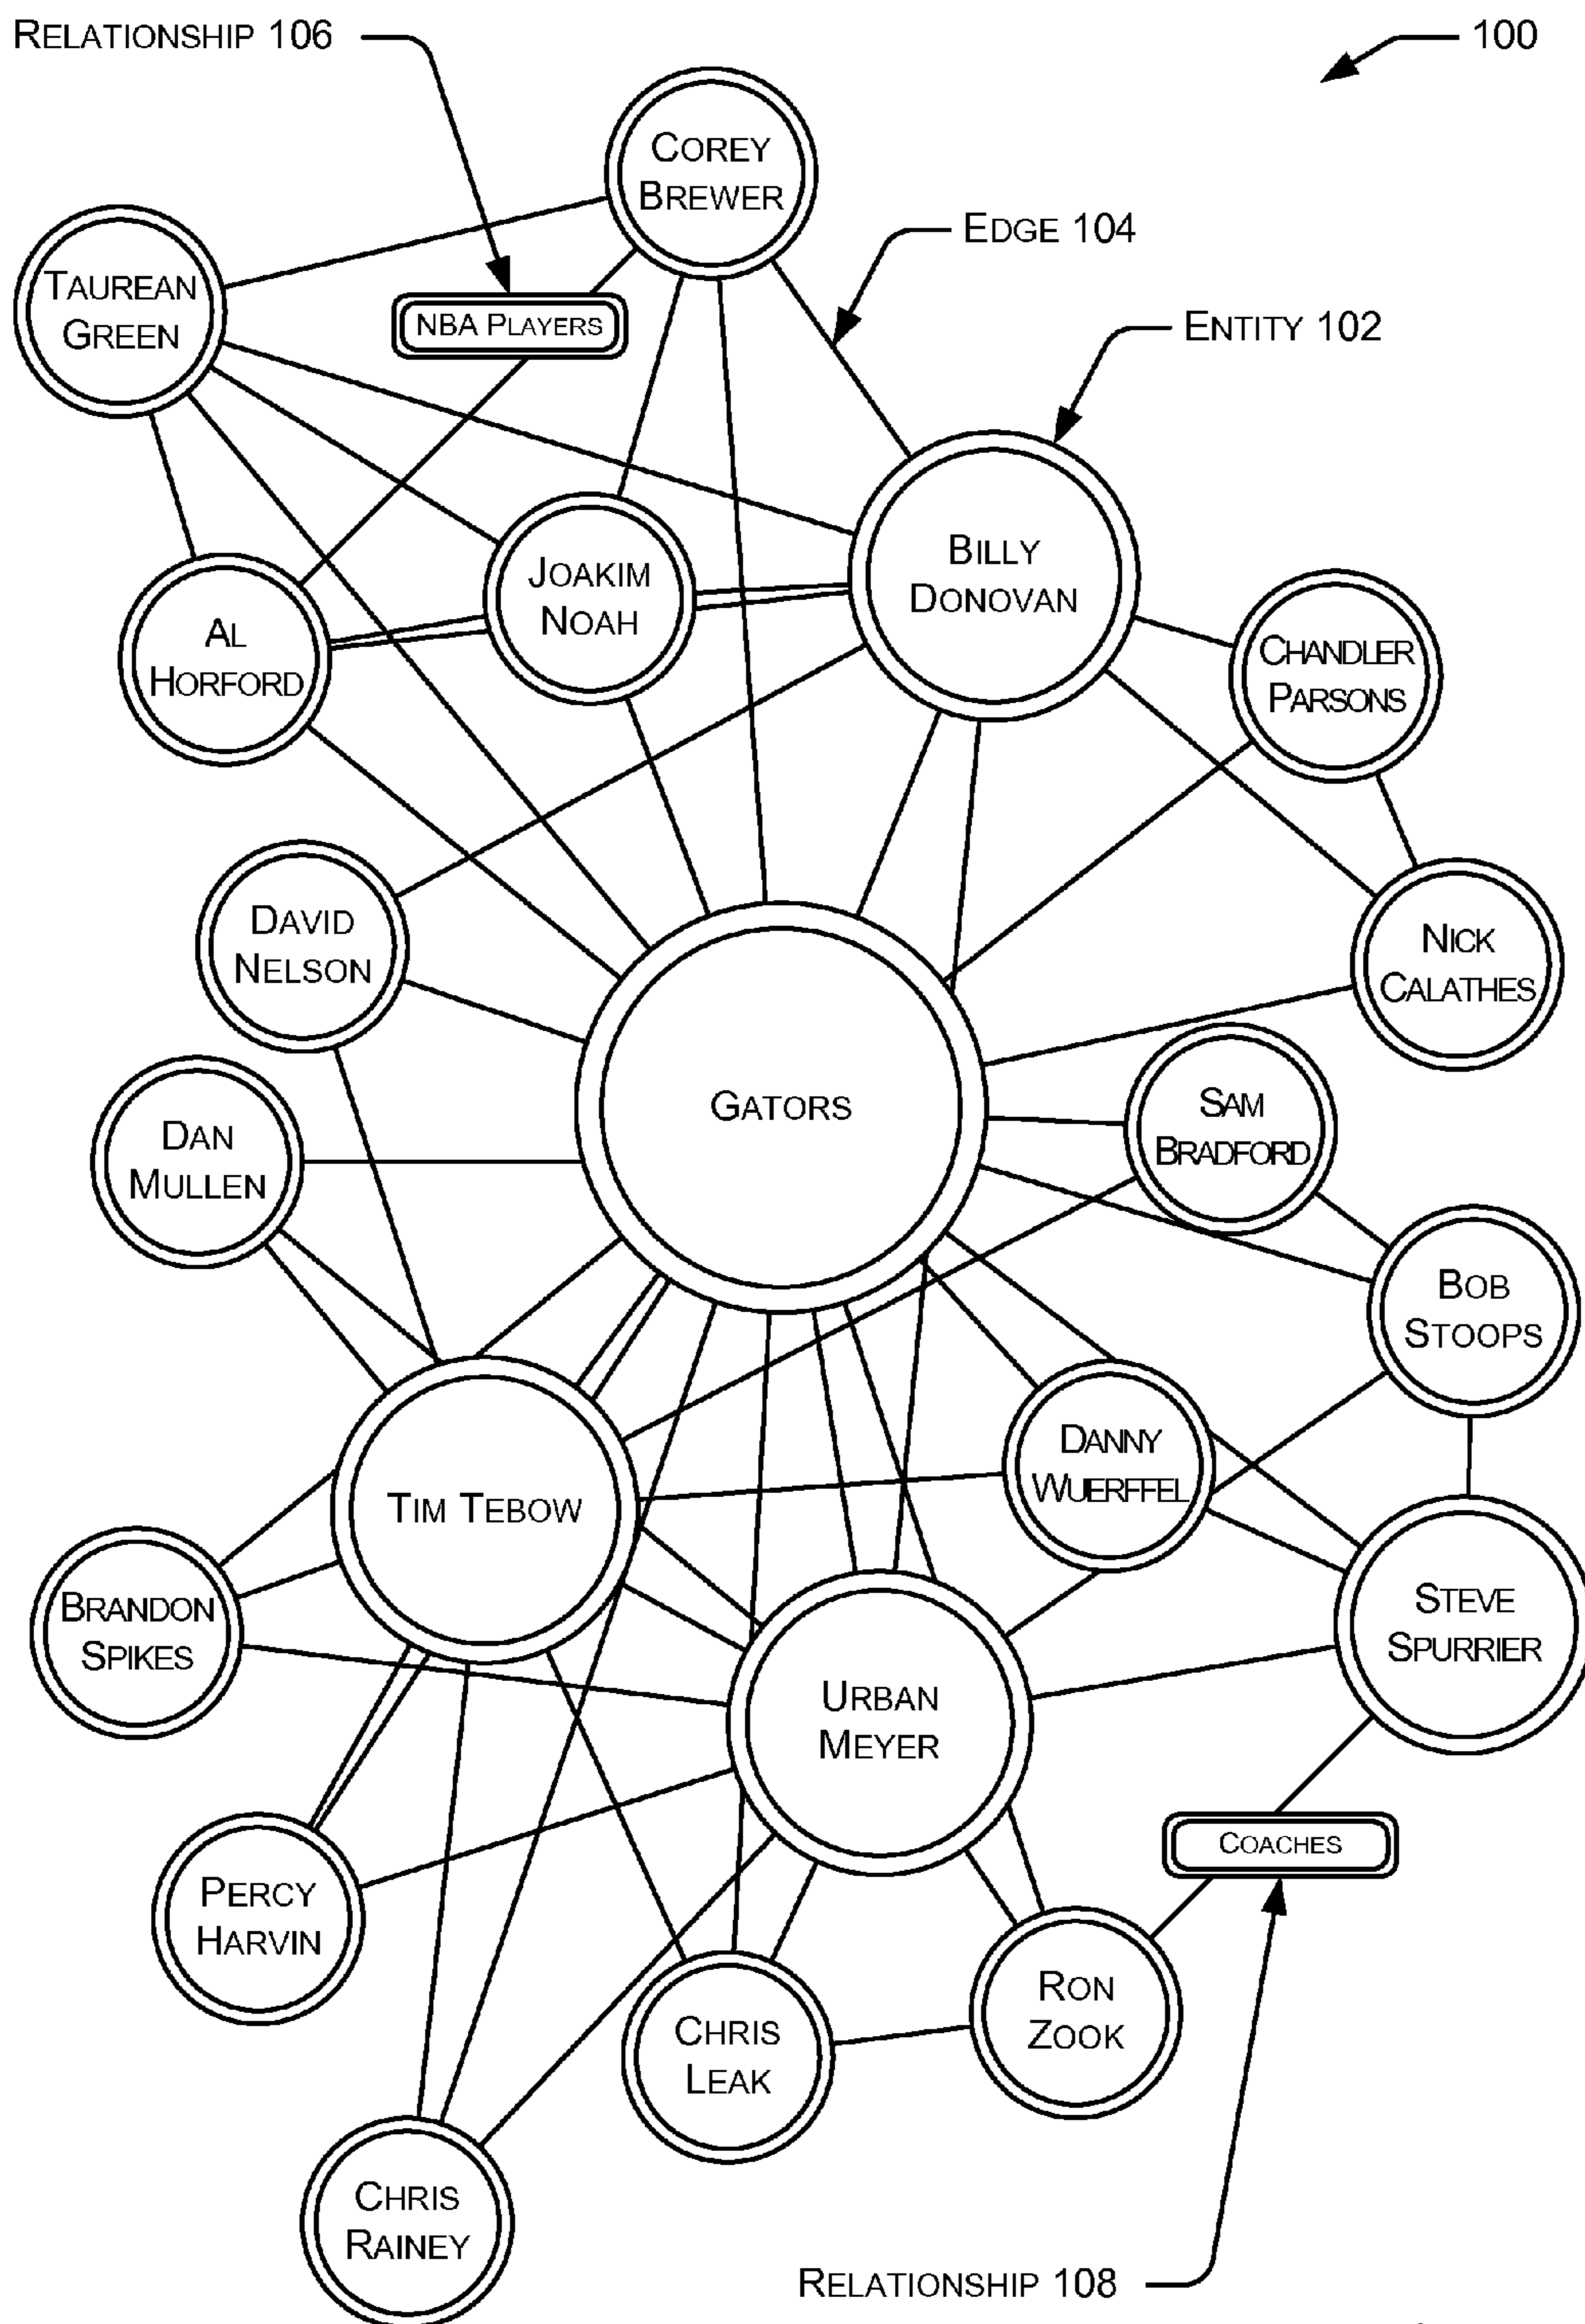 RELATIONSHIP 106
100
COREY
BREWER
EDGE 104
TAUREAN
GREEN
NBA PLAYERS
ENTITY 102
BILLY
DONOVAN
JOAKIM
NOAH
AL
HORFORD
CHANDLER
PARSONS
DAVID
NELSON
NICK
CALATHES
GATORS
SAM
BRADFORD
DAN
MULLEN
BOB
STOOPS
DANNY
WUERFFEL
TIM TEBOW
BRANDON
SPIKES
STEVE
SPURRIER
URBAN
MEYER
COACHES
PERCY
HARVIN
RON
ZOOK
CHRIS
LEAK
CHRIS
RAINEY
RELATIONSHIP 108